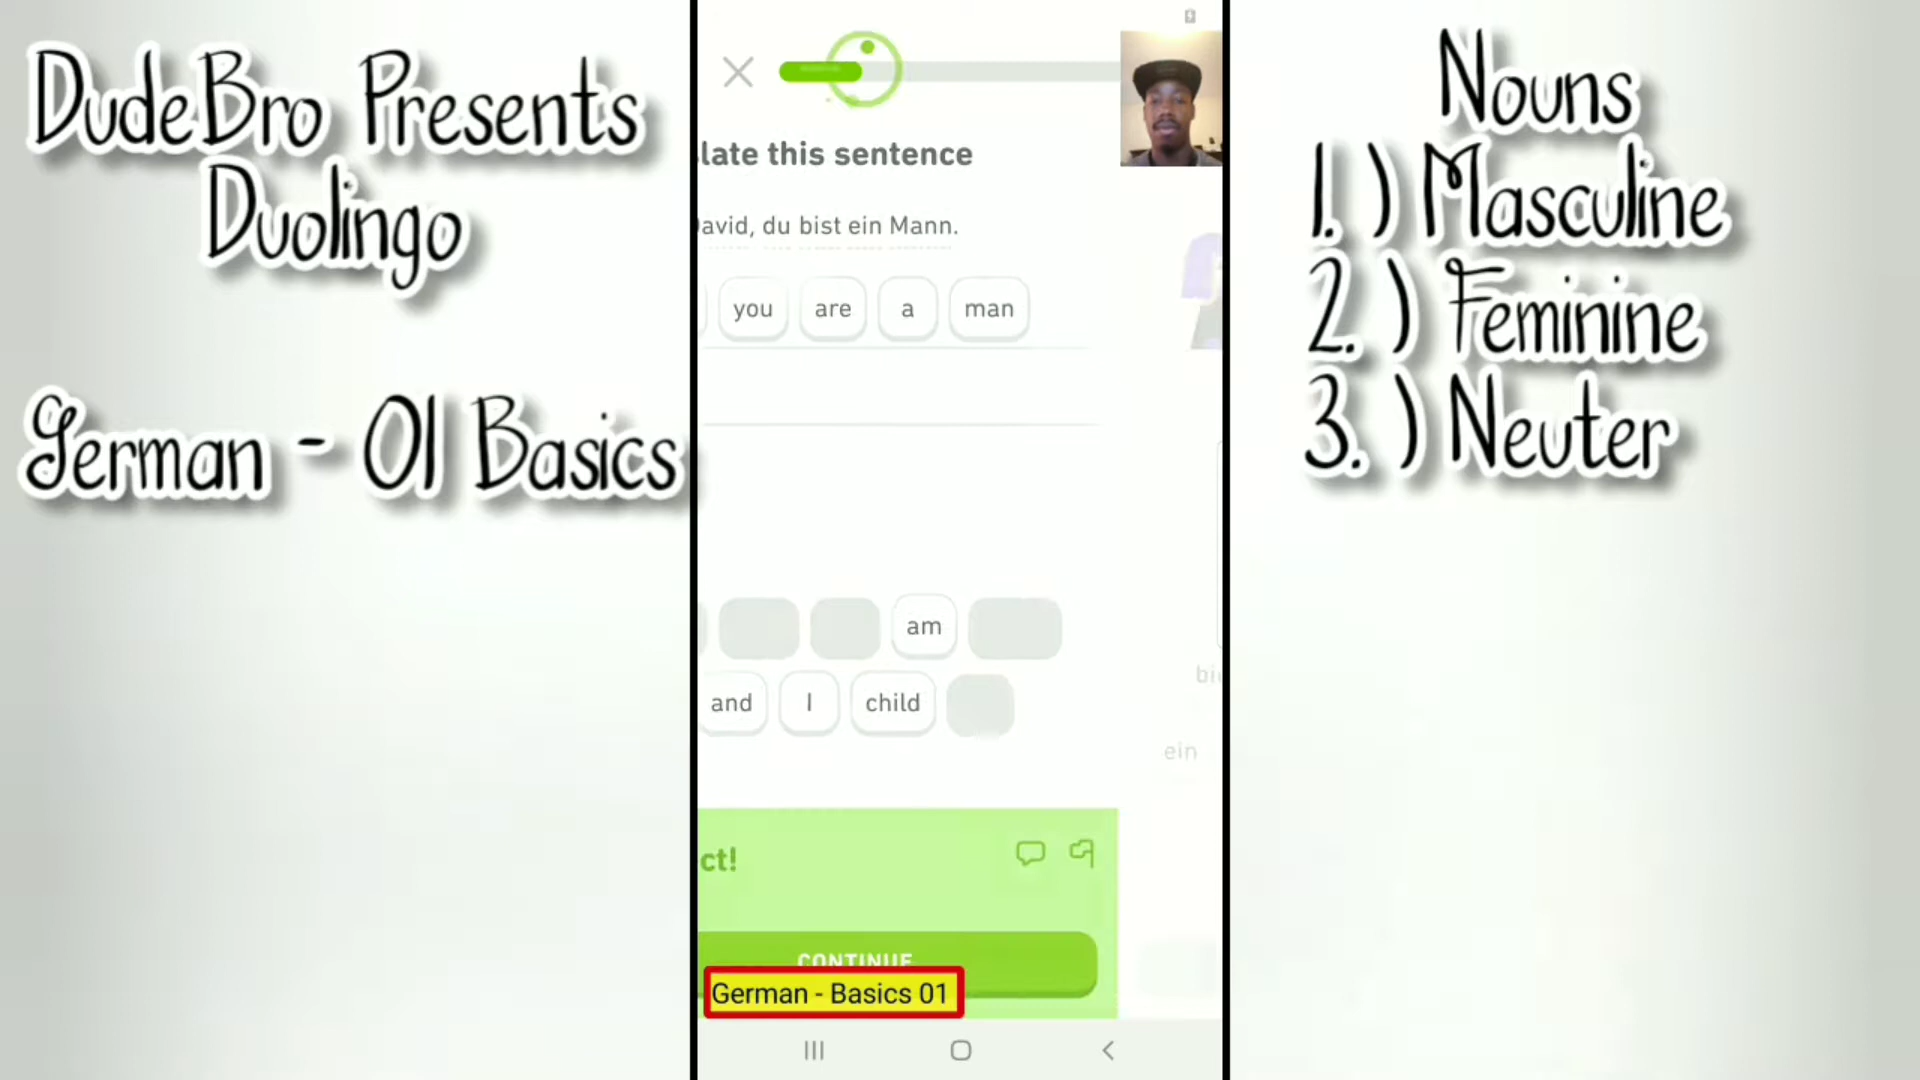 DudeBro Presents
Duolingo
German - 01 Basics
late this sentence
avid, du bist ein Mann.
you are a man
am
and I child
ein
ct!
CONTINUE
German - Basics 01
Nouns
1. ) Masculine
2. ) Feminine
3. ) Neuter